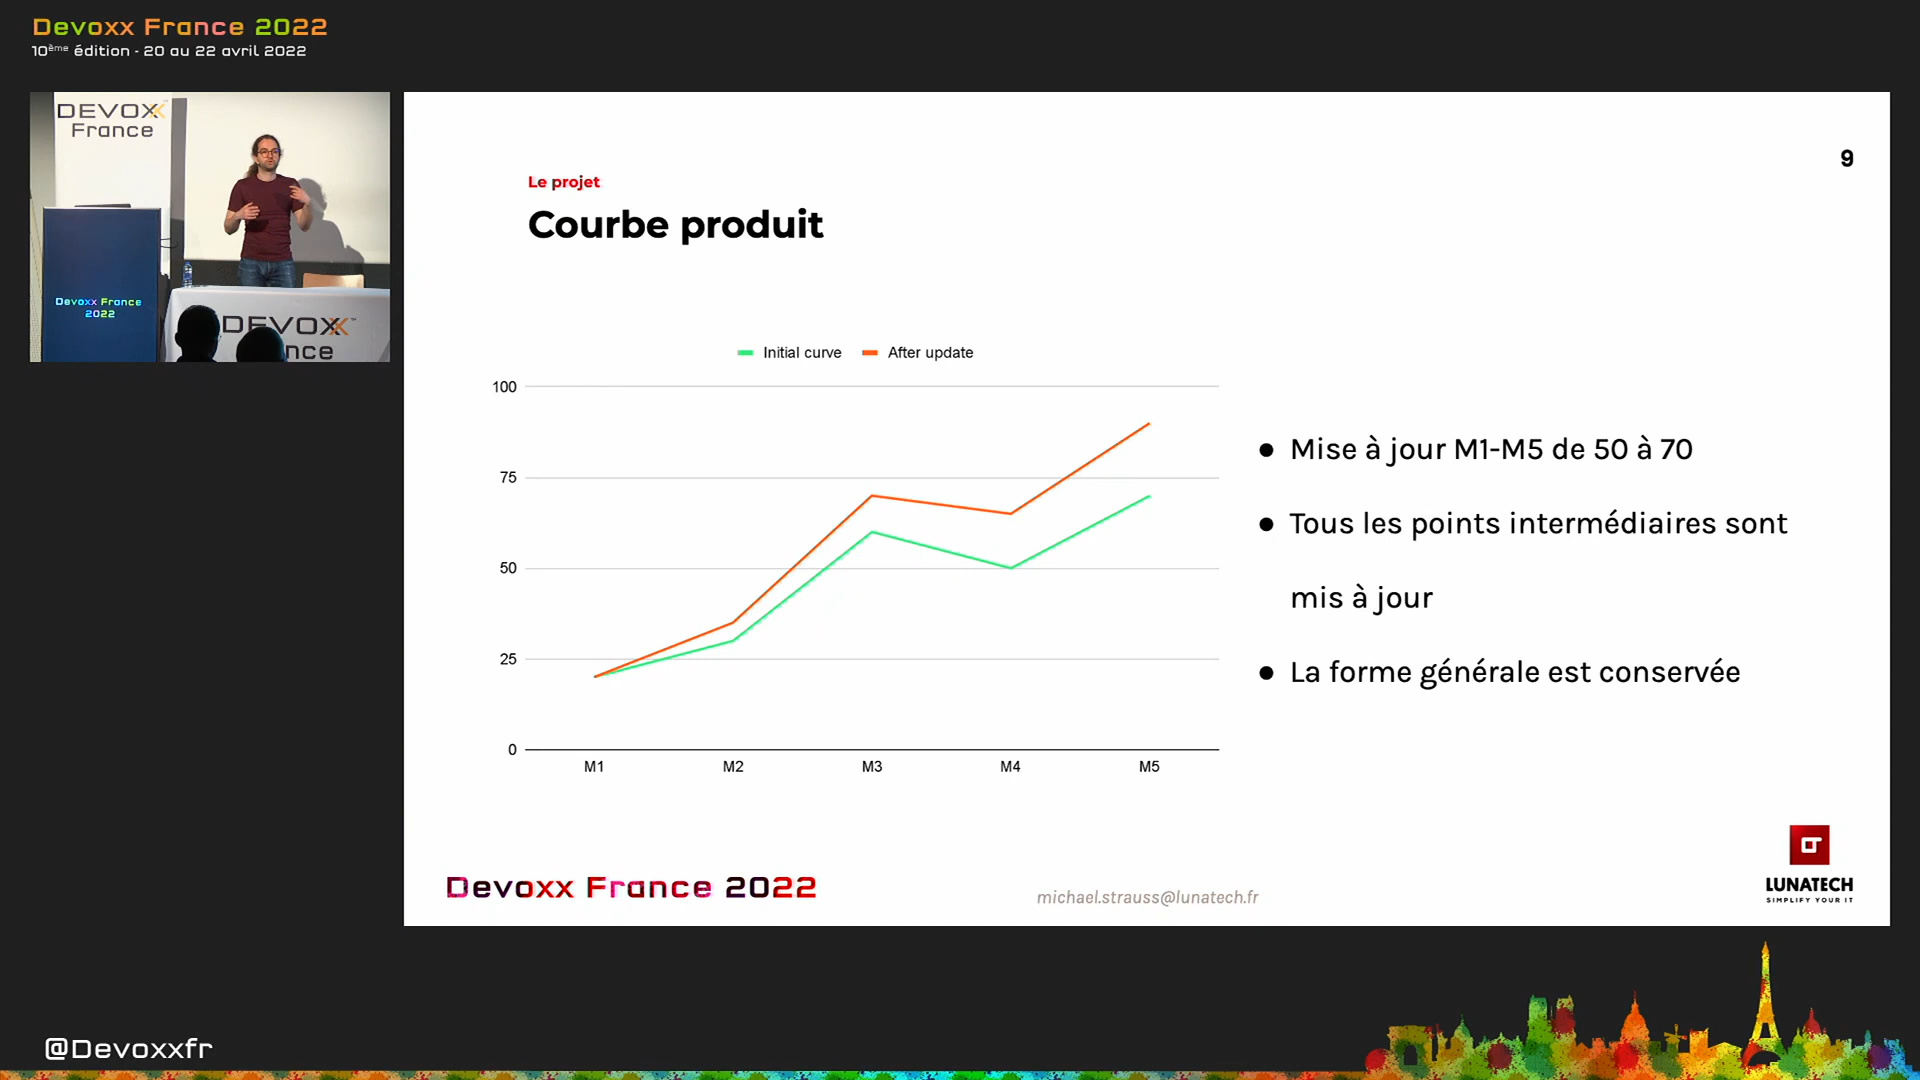 Devoxx France 2022
10ème édition - 20 au 22 avril 2022
DEVOXX
France
Devoxx France
2022
DEVOXX™
nce
9
Le projet
Courbe produit
Initial curve After update
100
75
50
25
0
M1 M2 M3 M4 M5
● Mise à jour M1-M5 de 50 à 70
● Tous les points intermédiaires sont
mis à jour
● La forme générale est conservée
Devoxx France 2022
michael.strauss@lunatech.fr
LUNATECH
SIMPLIFY YOUR IT
@Devoxxfr